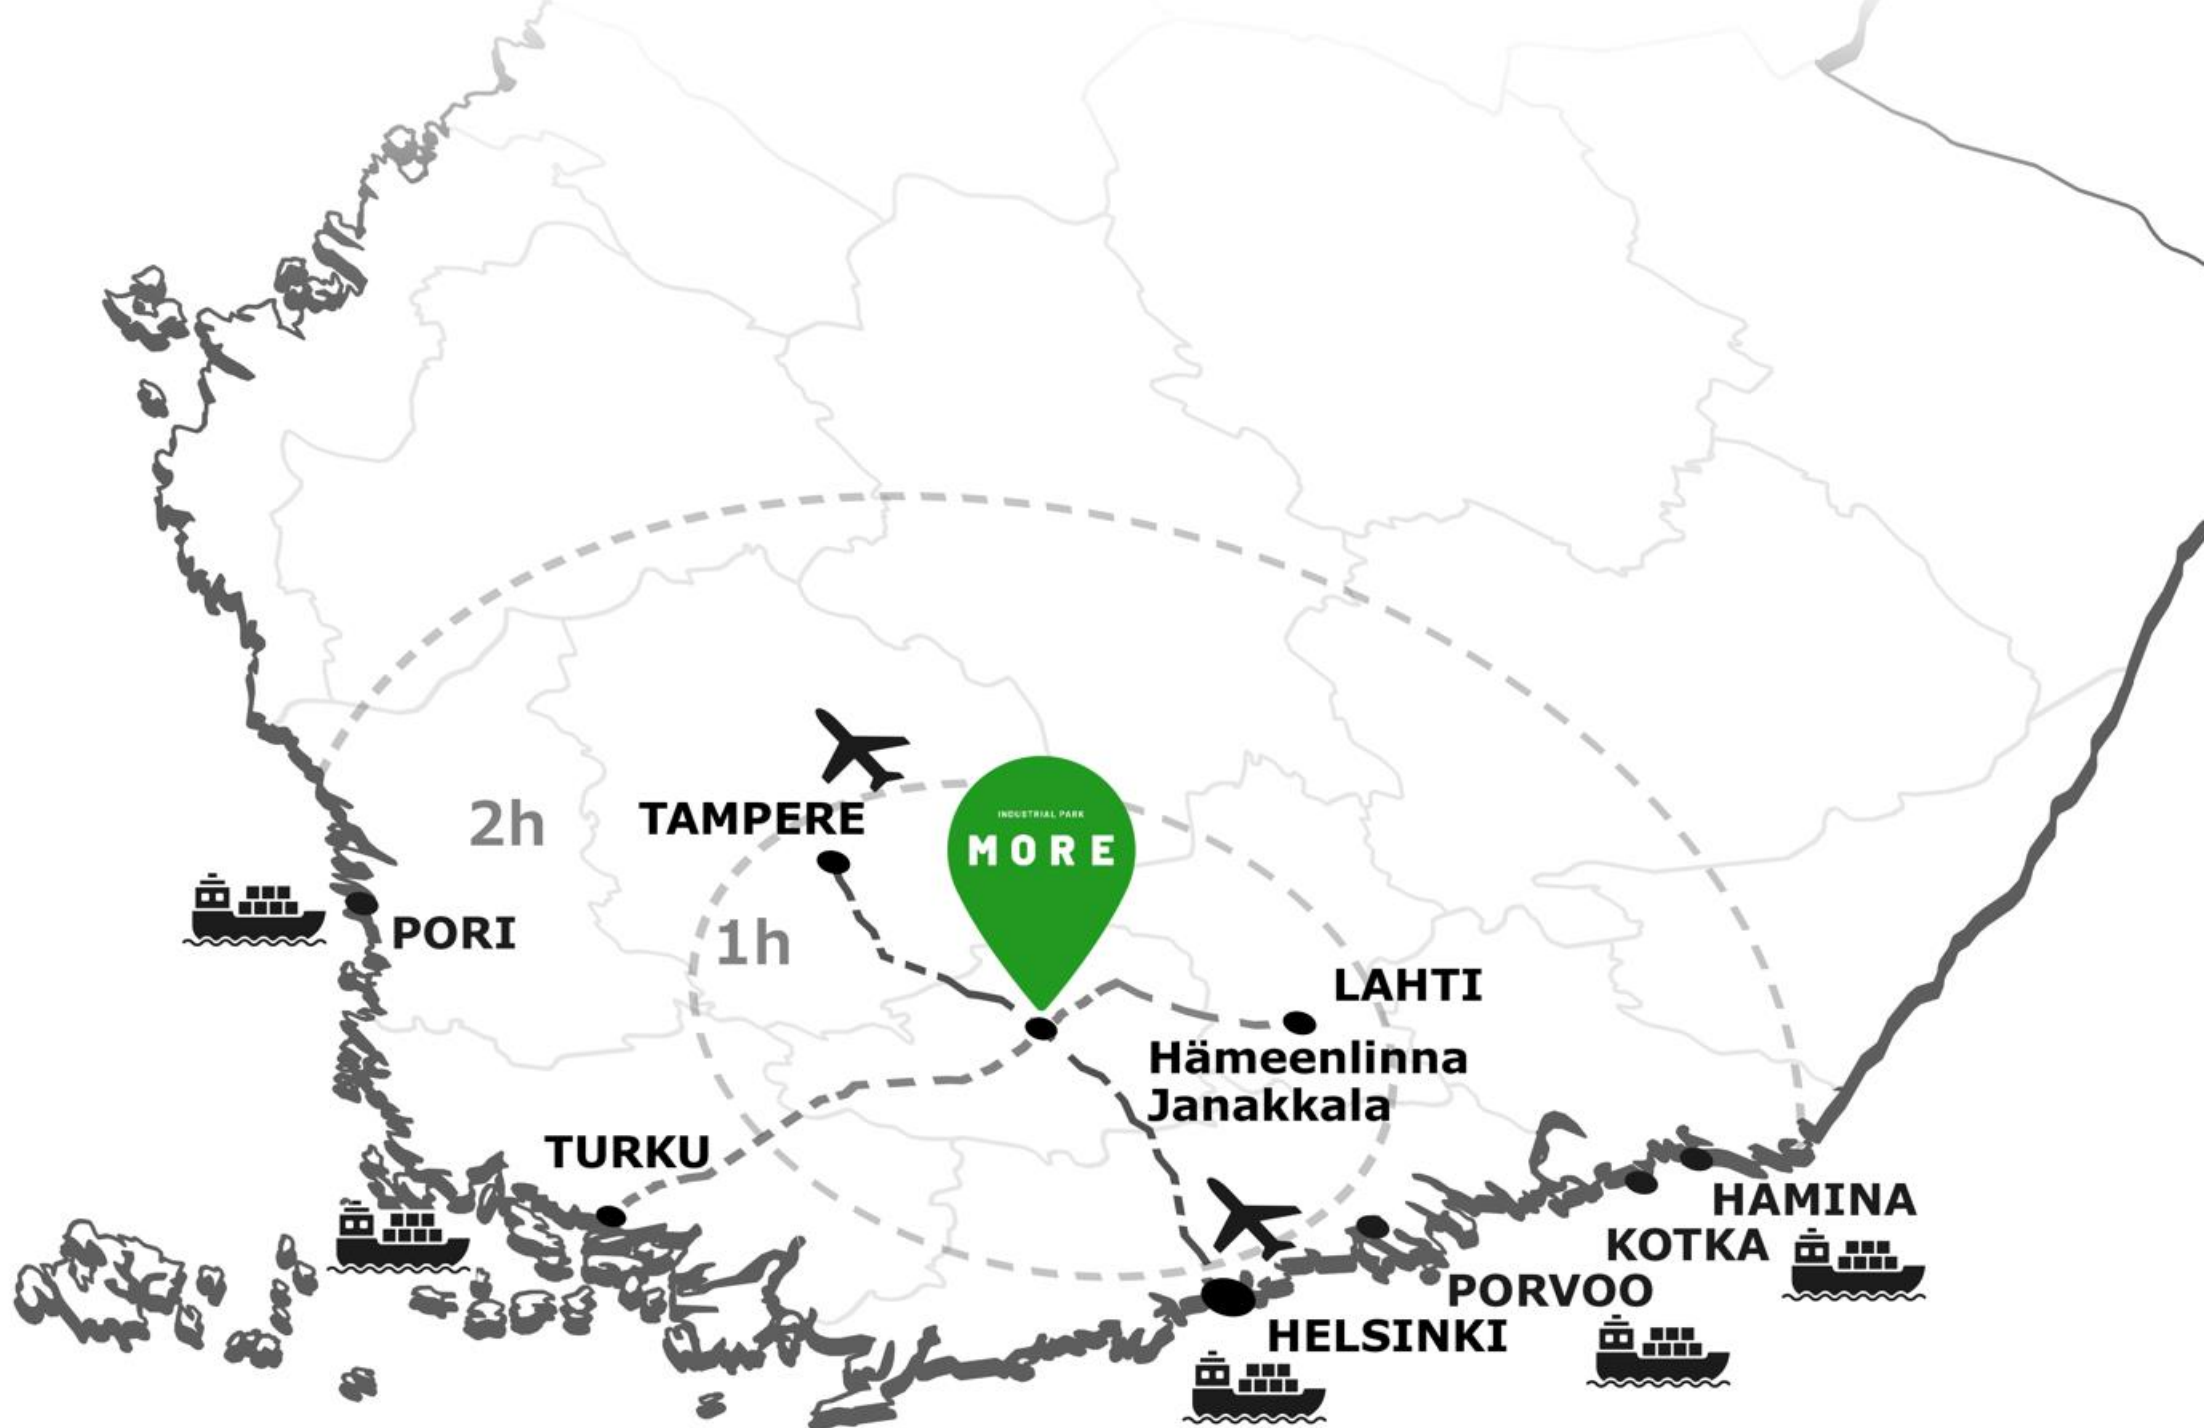 TAMPERE
INDUSTRIAL PARK
MORE
2h
PORI
1h
LAHTI
Hämeenlinna
Janakkala
TURKU
HAMINA
KOTKA
PORVOO
HELSINKI